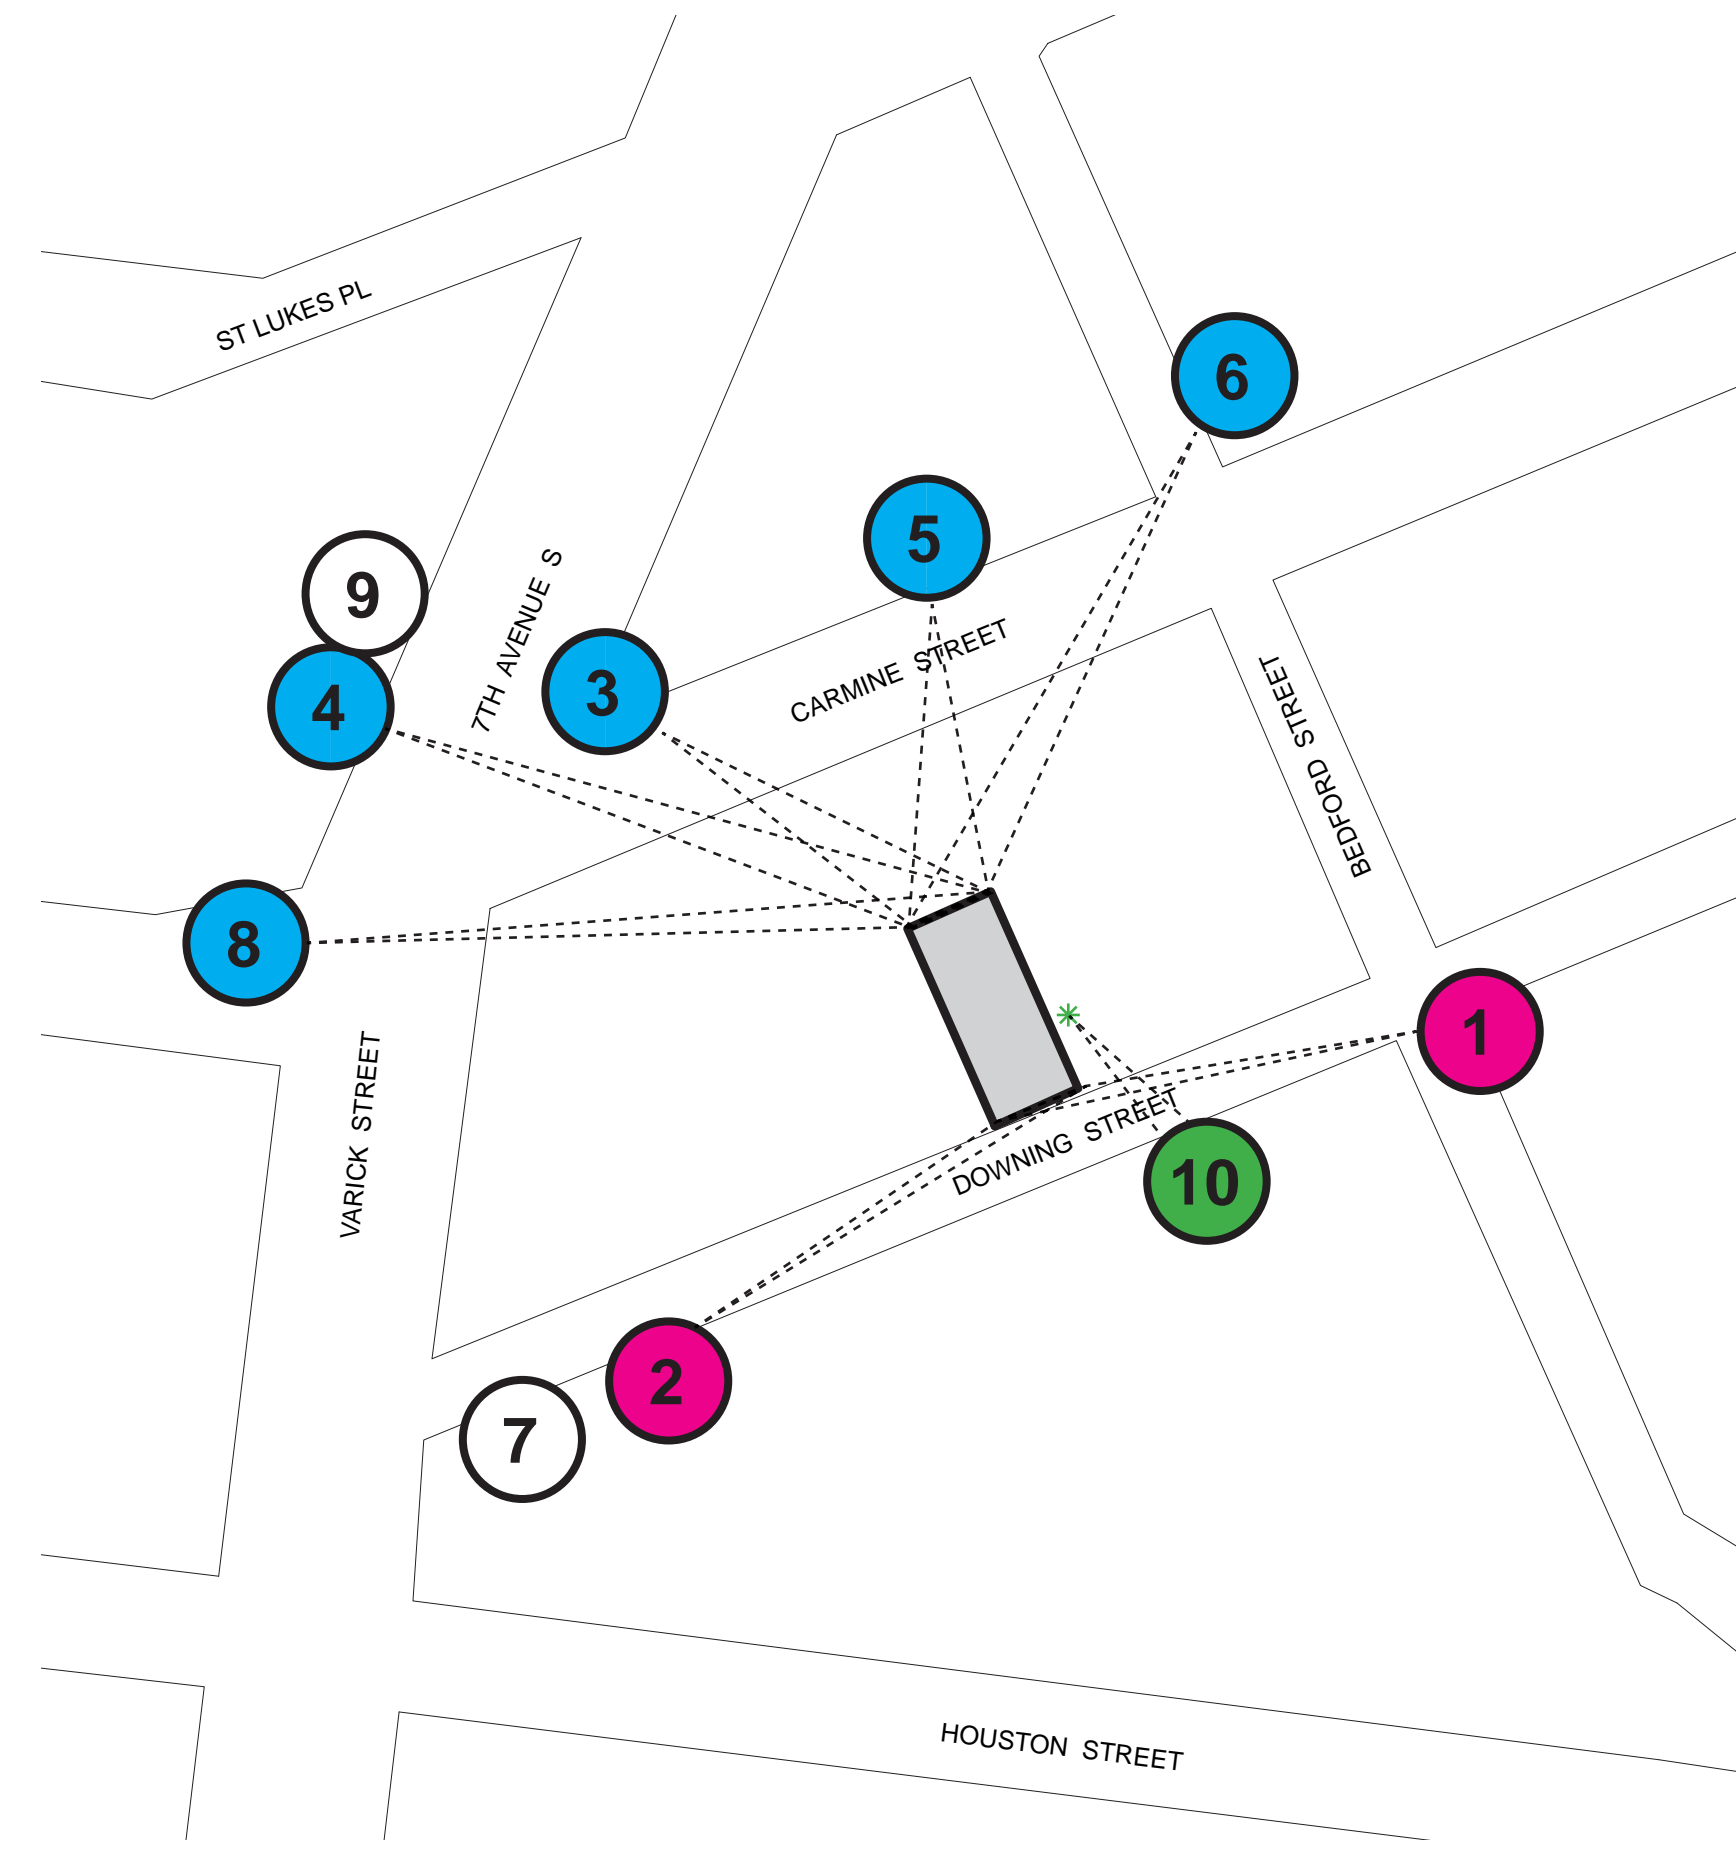 ST LUKES PL
6
5
9
7TH AVENUE S
3
4
CARMINE STREET
BEDFORD STREET
8
1
VARICK STREET
DOWNING STREET
10
2
7
HOUSTON STREET